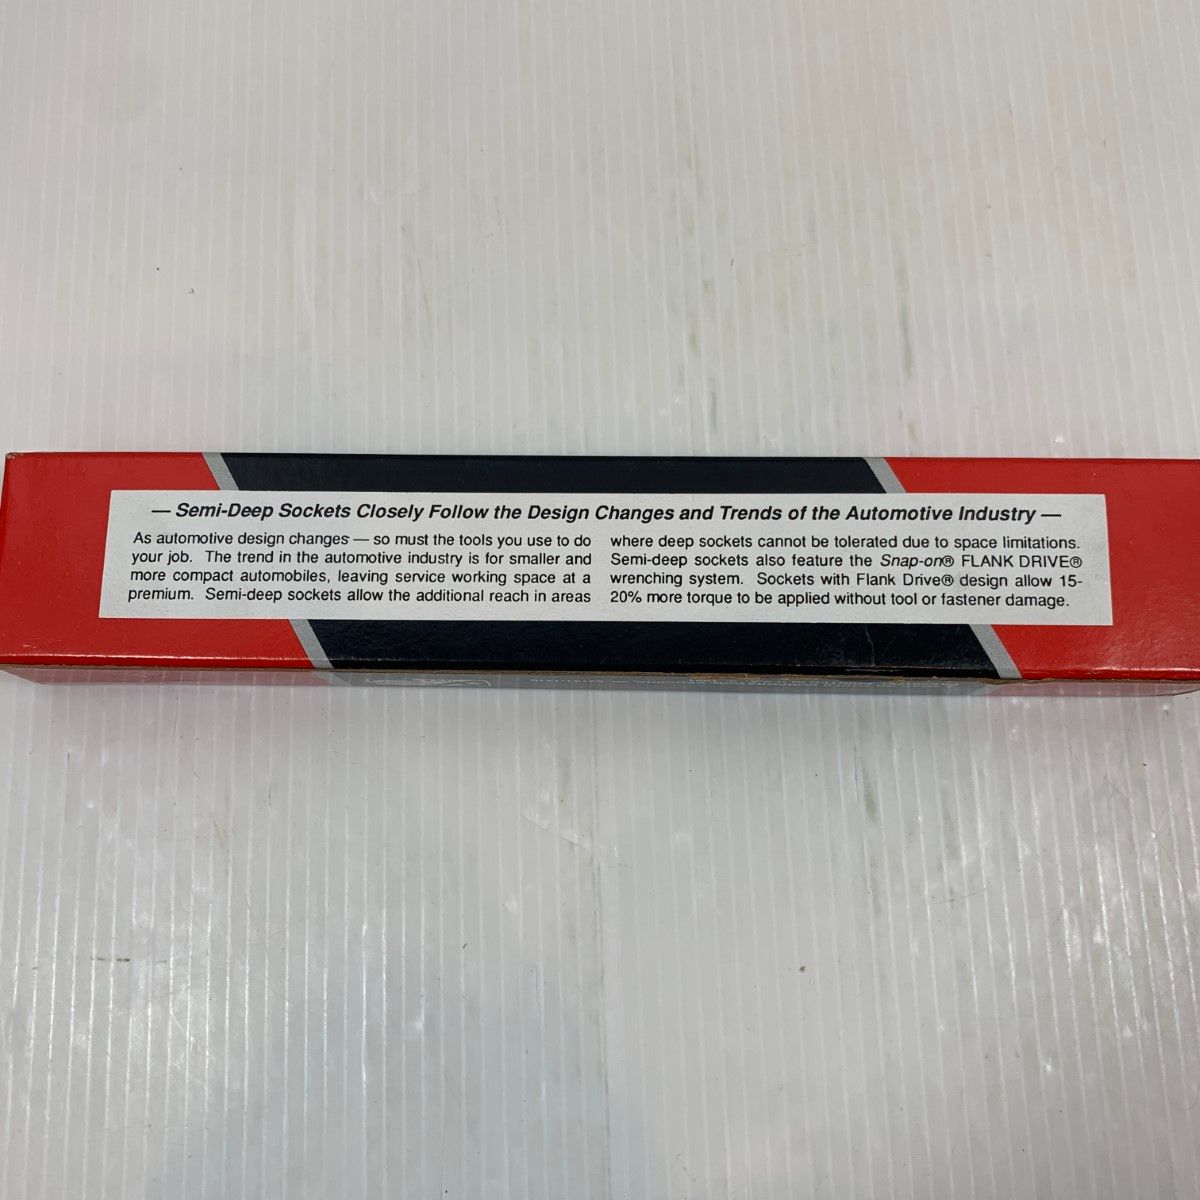 — Semi-Deep Sockets Closely Follow the Design Changes and Trends of the Automotive Industry —
As automotive design changes — so must the tools you use to do
your job. The trend in the automotive industry is for smaller and
more compact automobiles, leaving service working space at a
premium. Semi-deep sockets allow the additional reach in areas
where deep sockets cannot be tolerated due to space limitations.
Semi-deep sockets also feature the Snap-on® FLANK DRIVE®
wrenching system. Sockets with Flank Drive® design allow 15-
20% more torque to be applied without tool or fastener damage.